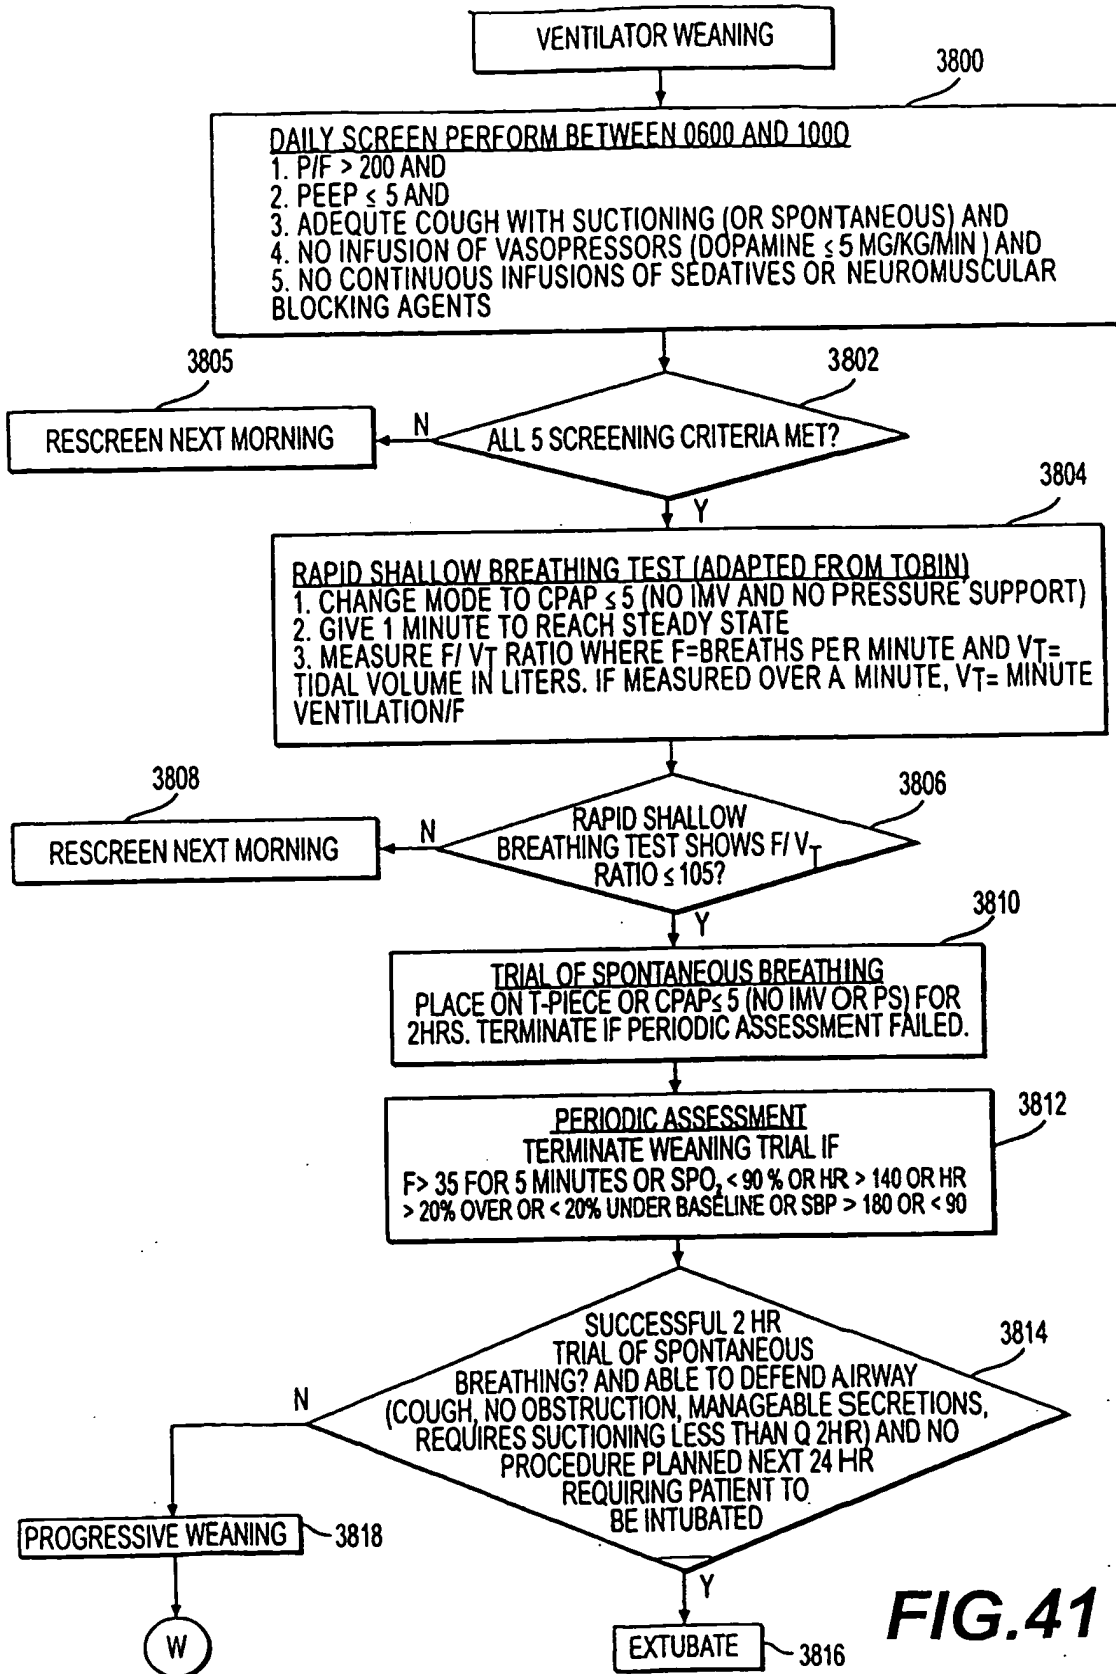 VENTILATOR WEANING
3800
DAILY SCREEN PERFORM BETWEEN 0600 AND 1000
1. P/F > 200 AND
2. PEEP ≤ 5 AND
3. ADEQUTE COUGH WITH SUCTIONING (OR SPONTANEOUS) AND
4. NO INFUSION OF VASOPRESSORS (DOPAMINE ≤ 5 MG/KG/MIN ) AND
5. NO CONTINUOUS INFUSIONS OF SEDATIVES OR NEUROMUSCULAR
BLOCKING AGENTS
3805
3802
RESCREEN NEXT MORNING
N
ALL 5 SCREENING CRITERIA MET?
Y
3804
RAPID SHALLOW BREATHING TEST (ADAPTED FROM TOBIN)
1. CHANGE MODE TO CPAP ≤ 5 (NO IMV AND NO PRESSURE SUPPORT)
2. GIVE 1 MINUTE TO REACH STEADY STATE
3. MEASURE F/ VT RATIO WHERE F=BREATHS PER MINUTE AND VT=
TIDAL VOLUME IN LITERS. IF MEASURED OVER A MINUTE, VT= MINUTE
VENTILATION/F
3808
3806
RESCREEN NEXT MORNING
N
RAPID SHALLOW
BREATHING TEST SHOWS F/ VT
RATIO ≤ 105?
Y
3810
TRIAL OF SPONTANEOUS BREATHING
PLACE ON T-PIECE OR CPAP≤ 5 (NO IMV OR PS) FOR
2HRS. TERMINATE IF PERIODIC ASSESSMENT FAILED.
3812
PERIODIC ASSESSMENT
TERMINATE WEANING TRIAL IF
F> 35 FOR 5 MINUTES OR SPO2 < 90 % OR HR > 140 OR HR
> 20% OVER OR < 20% UNDER BASELINE OR SBP > 180 OR < 90
3814
SUCCESSFUL 2 HR
TRIAL OF SPONTANEOUS
BREATHING? AND ABLE TO DEFEND AIRWAY
(COUGH, NO OBSTRUCTION, MANAGEABLE SECRETIONS,
REQUIRES SUCTIONING LESS THAN Q 2HR) AND NO
PROCEDURE PLANNED NEXT 24 HR
REQUIRING PATIENT TO
BE INTUBATED
N
Y
PROGRESSIVE WEANING
3818
W
EXTUBATE
3816
FIG.41